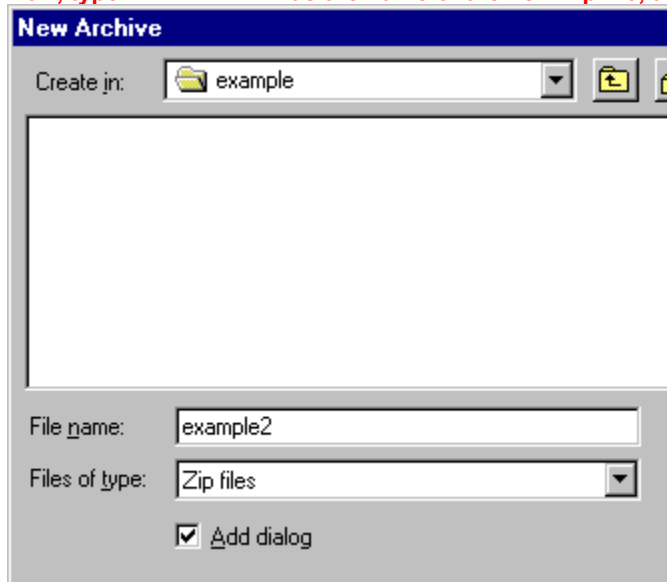 New Archive
Create in: example
File name: example2
Files of type: Zip files
Add dialog